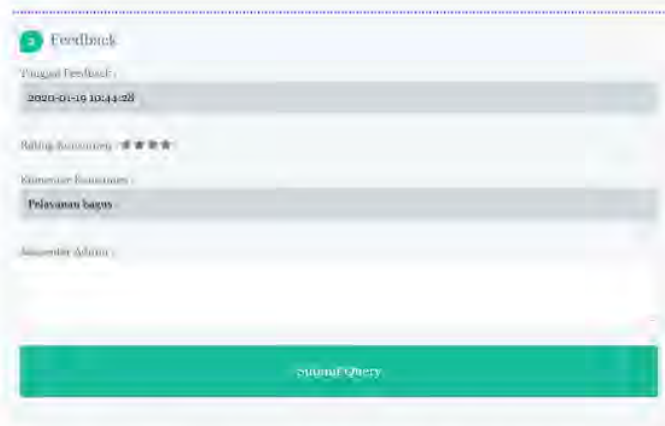 2 Feedback
Tanggal Feedback :
2020-01-19 10:44:28
Rating Konsumen :
Komentar Konsumen :
Pelayanan bagus
Komentar Admin :
Submit Query